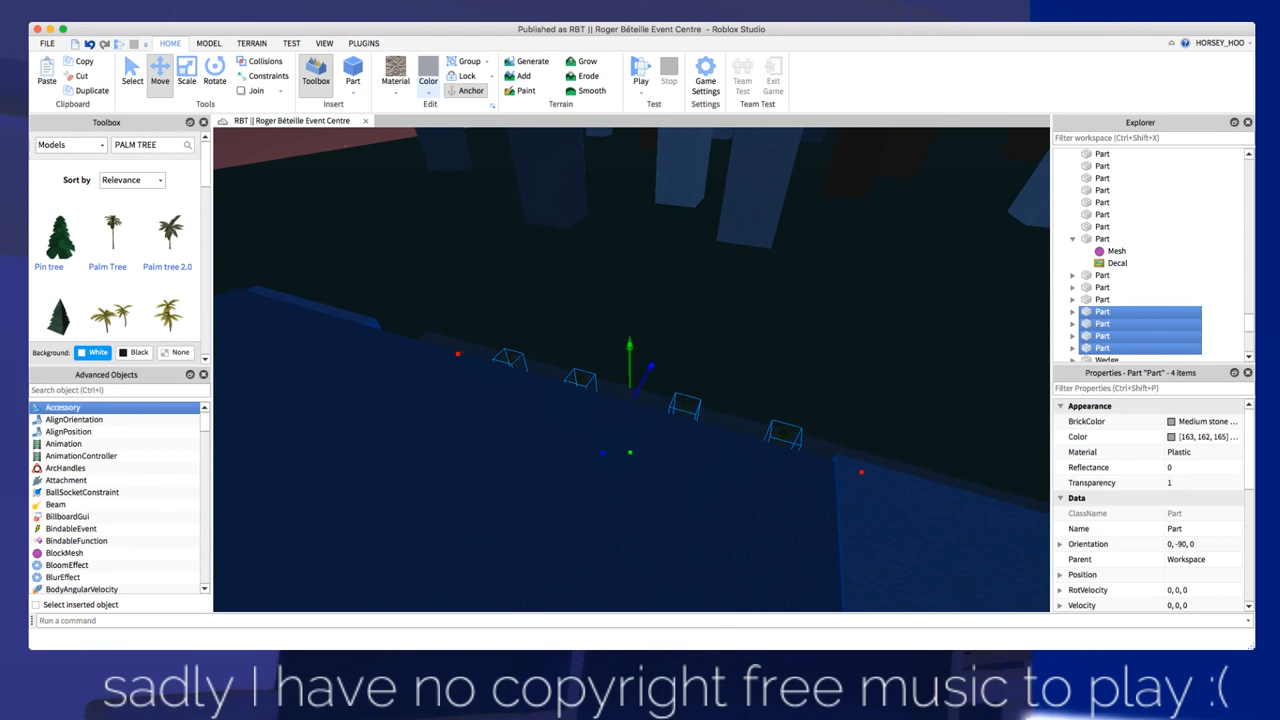 Published as RBT || Roger Béteille Event Centre - Roblox Studio
FILE HOME MODEL TERRAIN TEST VIEW PLUGINS HORSEY_HOO
Paste Copy Cut Duplicate Clipboard
Select Move Scale Rotate Collisions Constraints Join Tools
Toolbox Part Insert
Material Color Group Lock Anchor Edit
Generate Grow Add Erode Paint Smooth Terrain
Play Stop Test
Game Settings Settings
Team Test Exit Game Team Test
RBT || Roger Béteille Event Centre
Toolbox
Models PALM TREE
Sort by Relevance
Pin tree Palm Tree Palm tree 2.0
Background: White Black None
Advanced Objects
Search object (Ctrl+I)
Accessory
AlignOrientation
AlignPosition
Animation
AnimationController
ArcHandles
Attachment
BallSocketConstraint
Beam
BillboardGui
BindableEvent
BindableFunction
BlockMesh
BloomEffect
BlurEffect
BodyAngularVelocity
Select inserted object
Run a command
Explorer
Filter workspace (Ctrl+Shift+X)
Part
Part
Part
Part
Part
Part
Part
Part
Mesh
Decal
Part
Part
Part
Part
Part
Part
Part
Wedge
Properties - Part "Part" - 4 items
Filter Properties (Ctrl+Shift+P)
Appearance
BrickColor Medium stone ...
Color [163, 162, 165] ...
Material Plastic
Reflectance 0
Transparency 1
Data
ClassName Part
Name Part
Orientation 0, -90, 0
Parent Workspace
Position
RotVelocity 0, 0, 0
Velocity 0, 0, 0
sadly I have no copyright free music to play :(